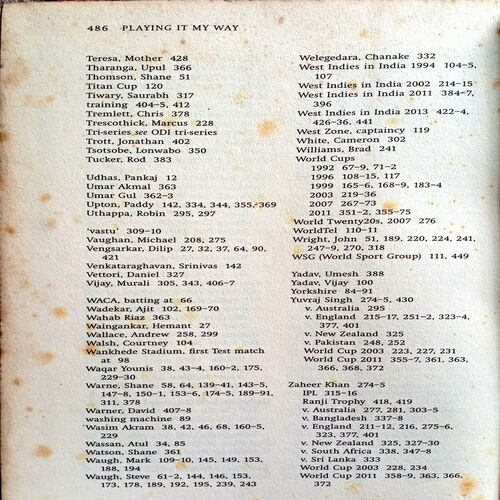 486 PLAYING IT MY WAY
Teresa, Mother 428
Tharanga, Upul 366
Thomson, Shane 51
Titan Cup 120
Tiwary, Saurabh 317
training 404–5, 412
Tremlett, Chris 378
Trescothick, Marcus 228
Tri-series see ODI tri-series
Trott, Jonathan 402
Tsotsobe, Lonwabo 350
Tucker, Rod 383
Udhas, Pankaj 12
Umar Akmal 363
Umar Gul 362–3
Upton, Paddy 142, 334, 344, 355, 369
Uthappa, Robin 295, 297
'vastu' 309–10
Vaughan, Michael 208, 275
Vengsarkar, Dilip 27, 32, 37, 64, 90,
421
Venkataraghavan, Srinivas 142
Vettori, Daniel 327
Vijay, Murali 305, 343, 406–7
WACA, batting at 66
Wadekar, Ajit 102, 169–70
Wahab Riaz 363
Waingankar, Hemant 27
Wallace, Andrew 258, 299
Walsh, Courtney 104
Wankhede Stadium, first Test match
at 98
Waqar Younis 38, 43–4, 160–2, 175,
229–30
Warne, Shane 58, 64, 139–41, 143–5,
147–8, 150–1, 153–6, 174–5, 189–91,
311, 378
Warner, David 407–8
washing machine 89
Wasim Akram 38, 42, 46, 68, 160–5,
229
Wassan, Atul 34, 85
Watson, Shane 361
Waugh, Mark 109–10, 145, 149, 153,
188, 194
Waugh, Steve 61–2, 144–6, 153,
173, 178, 189, 192, 195, 239, 243
Welegedara, Chanake 332
West Indies in India 1994 104–5,
107
West Indies in India 2002 214–15
West Indies in India 2011 384–7,
396
West Indies in India 2013 422–4,
426–36, 441
West Zone, captaincy 119
White, Cameron 302
Williams, Brad 241
World Cups
1992 67–9, 71–2
1996 108–15, 117
1999 165–6, 168–9, 183–4
2003 219–36
2007 267–73
2011 351–2, 355–75
World Twenty20s, 2007 276
WorldTel 110–11
Wright, John 51, 189, 220, 224, 241,
247–9, 270, 318
WSG (World Sport Group) 111, 449
Yadav, Umesh 388
Yadav, Vijay 100
Yorkshire 84–91
Yuvraj Singh 274–5, 430
v. Australia 295
v. England 215–17, 251–2, 323–4,
377, 401
v. New Zealand 325
v. Pakistan 248, 252
World Cup 2003 223, 227, 231
World Cup 2011 355–7, 361, 363,
366, 368, 372
Zaheer Khan 274–5
IPL 315–16
Ranji Trophy 418, 419
v. Australia 277, 281, 303–5
v. Bangladesh 337–8
v. England 211–12, 216, 275–6,
323, 377, 401
v. New Zealand 325, 327–30
v. South Africa 338, 347–8
v. Sri Lanka 333
World Cup 2003 228, 234
World Cup 2011 358–9, 363, 366,
372